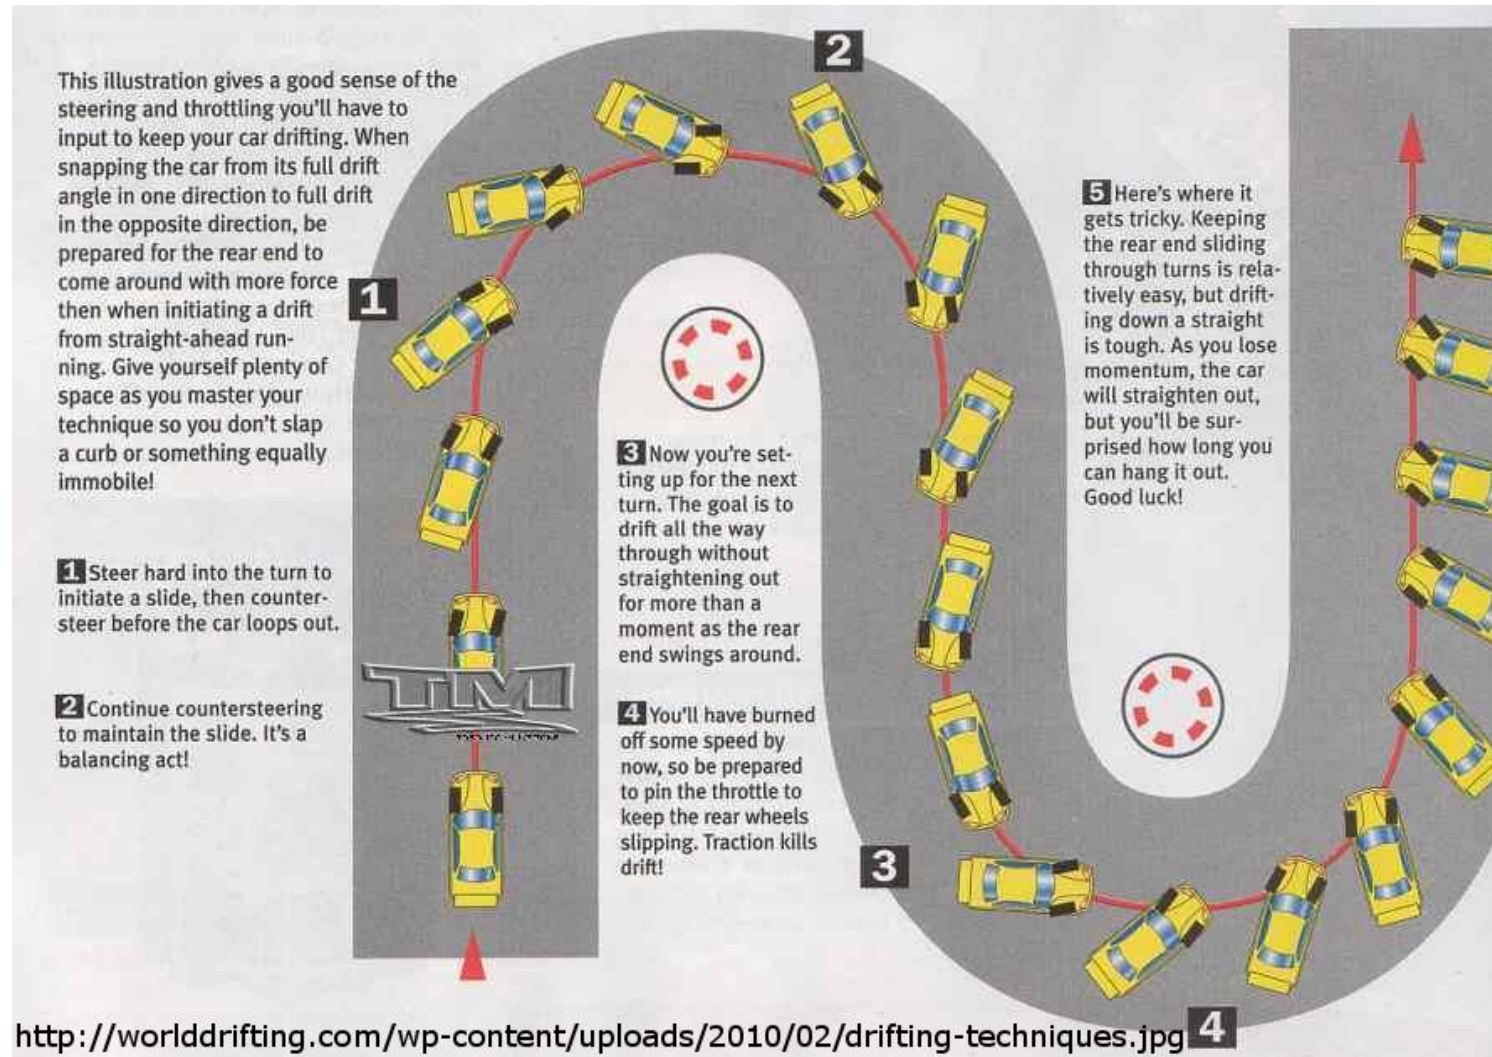 This illustration gives a good sense of the
steering and throttling you'll have to
input to keep your car drifting. When
snapping the car from its full drift
angle in one direction to full drift
in the opposite direction, be
prepared for the rear end to
come around with more force
then when initiating a drift
from straight-ahead run-
ning. Give yourself plenty of
space as you master your
technique so you don't slap
a curb or something equally
immobile!
1 Steer hard into the turn to
initiate a slide, then counter-
steer before the car loops out.
2 Continue countersteering
to maintain the slide. It's a
balancing act!
1
2
3 Now you're set-
ting up for the next
turn. The goal is to
drift all the way
through without
straightening out
for more than a
moment as the rear
end swings around.
4 You'll have burned
off some speed by
now, so be prepared
to pin the throttle to
keep the rear wheels
slipping. Traction kills
drift!
3
5 Here's where it
gets tricky. Keeping
the rear end sliding
through turns is rela-
tively easy, but drift-
ing down a straight
is tough. As you lose
momentum, the car
will straighten out,
but you'll be sur-
prised how long you
can hang it out.
Good luck!
TM
http://worlddrifting.com/wp-content/uploads/2010/02/drifting-techniques.jpg
4